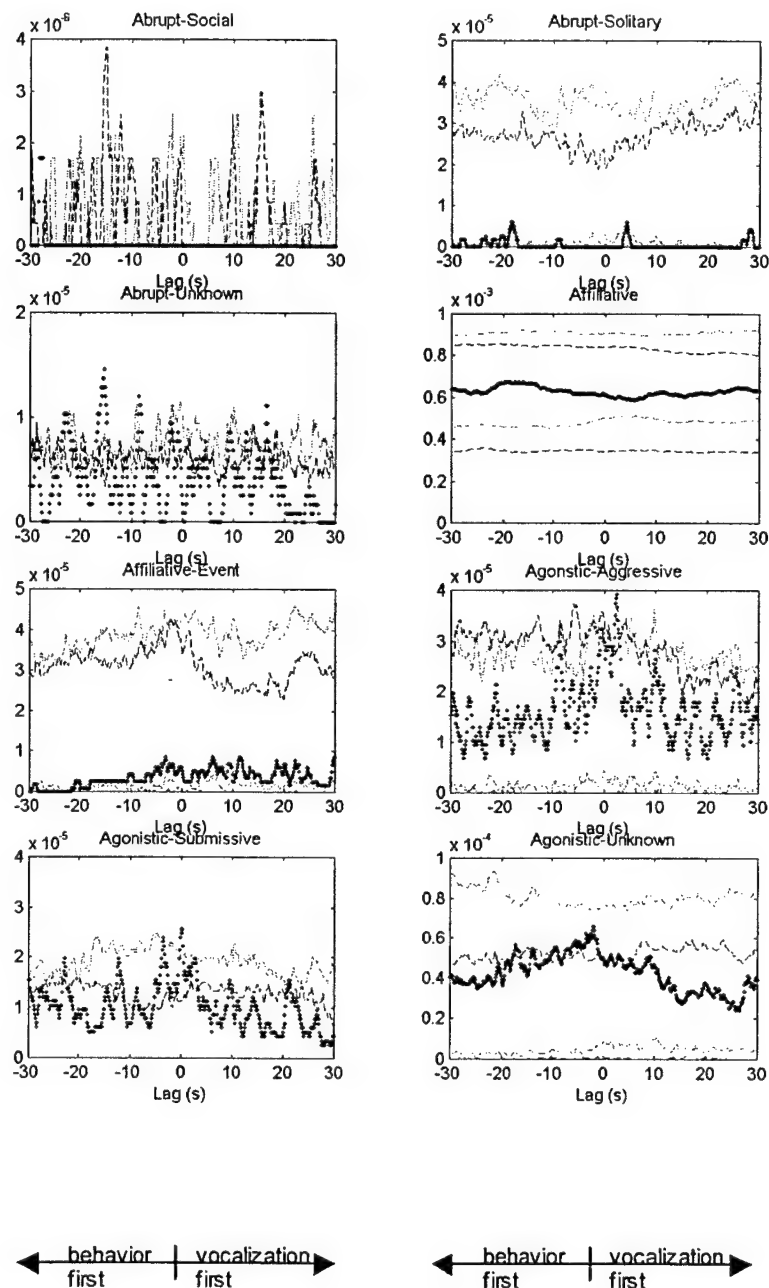 Abrupt-Social
x 10⁻⁶
4
3
2
1
0
-30 -20 -10 0 10 20 30
Lag (s)
Abrupt-Solitary
x 10⁻⁵
5
4
3
2
1
0
-30 -20 -10 0 10 20 30
Lag (s)
Abrupt-Unknown
x 10⁻⁵
2
1
0
-30 -20 -10 0 10 20 30
Lag (s)
Affiliative
x 10⁻³
1
0.8
0.6
0.4
0.2
0
-30 -20 -10 0 10 20 30
Lag (s)
Affiliative-Event
x 10⁻⁵
5
4
3
2
1
0
-30 -20 -10 0 10 20 30
Lag (s)
Agonstic-Aggressive
x 10⁻⁵
4
3
2
1
0
-30 -20 -10 0 10 20 30
Lag (s)
Agonistic-Submissive
x 10⁻⁵
4
3
2
1
0
-30 -20 -10 0 10 20 30
Lag (s)
Agonistic-Unknown
x 10⁻⁴
1
0.8
0.6
0.4
0.2
0
-30 -20 -10 0 10 20 30
Lag (s)
behavior vocalization
first first
behavior vocalization
first first